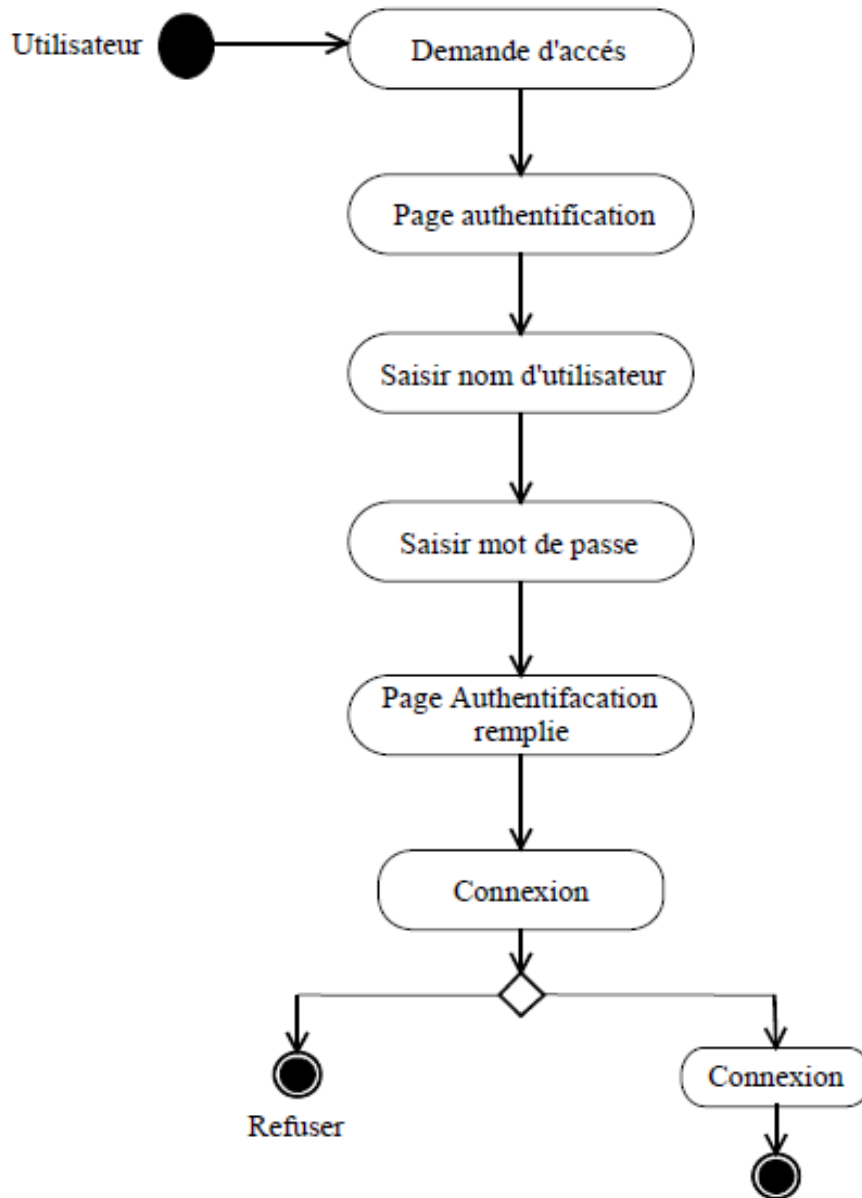 Utilisateur
Demande d'accés
Page authentification
Saisir nom d'utilisateur
Saisir mot de passe
Page Authentifacation
remplie
Connexion
Connexion
Refuser